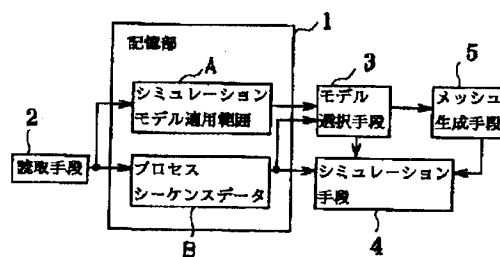 1
記憶部
A
シミュレーション
モデル適用範囲
3
モデル
選択手段
5
メッシュ
生成手段
2
読取手段
プロセス
シーケンスデータ
B
シミュレーション
手段
4